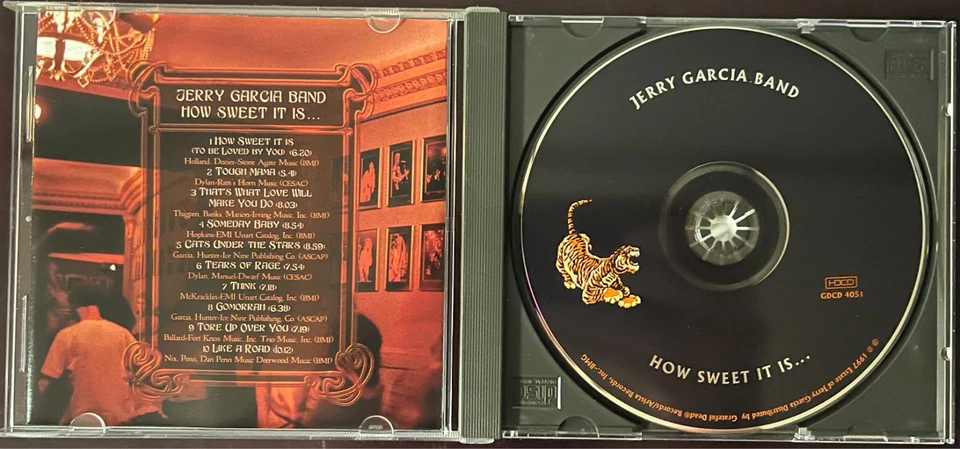 JERRY GARCIA BAND
HOW SWEET IT IS...
1 HOW SWEET IT IS
(TO BE LOVED BY YOU) (6.20)
Holland, Dozier-Stone Agate Music (BMI)
2 TOUGH MAMA (5.41)
Dylan-Ram's Horn Music (CESAC)
3 THAT'S WHAT LOVE WILL
MAKE YOU DO (8.03)
Thigpen, Banks, Marion-Irving Music, Inc (BMI)
4 SOMEDAY BABY (8.54)
Hopkins-EMI Unart Catalog, Inc. (BMI)
5 CATS UNDER THE STARS (8.59)
Garcia, Hunter-Ice Nine Publishing Co. (ASCAP)
6 TEARS OF RAGE (7.54)
Dylan, Manuel-Dwarf Music (CESAC)
7 THINK (7.18)
McKracklin-EMI Unart Catalog, Inc. (BMI)
8 GOMORRAH (6.38)
Garcia, Hunter-Ice Nine Publishing, Co. (ASCAP)
9 TORE UP OVER YOU (7.19)
Ballard-Fort Knox Music, Inc. Trio Music, Inc. (BMI)
10 LIKE A ROAD (10.12)
Nix, Penn, Dan Penn Music Deerwood Music (BMI)
JERRY GARCIA BAND
HDCD
GDCD 4051
HOW SWEET IT IS...
℗ © 1997 Estate of Jerry Garcia Distributed by Grateful Dead® Records/Arista Records, Inc.-BMG